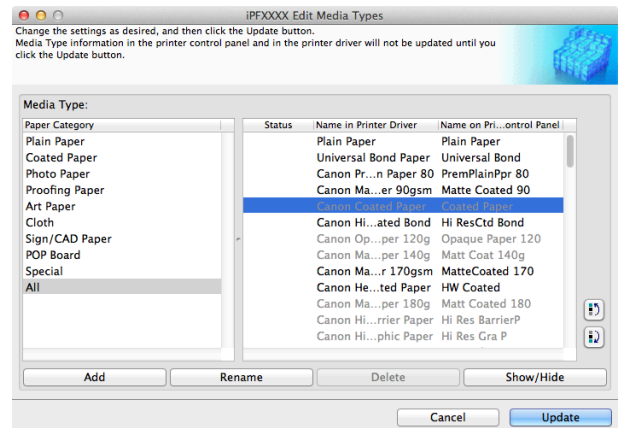 iPFXXXX Edit Media Types
Change the settings as desired, and then click the Update button.
Media Type information in the printer control panel and in the printer driver will not be updated until you
click the Update button.
Media Type:
Paper Category
Plain Paper
Coated Paper
Photo Paper
Proofing Paper
Art Paper
Cloth
Sign/CAD Paper
POP Board
Special
All
Status Name in Printer Driver Name on Pri...ontrol Panel
Plain Paper Plain Paper
Universal Bond Paper Universal Bond
Canon Pr...n Paper 80 PremPlainPpr 80
Canon Ma...er 90gsm Matte Coated 90
Canon Coated Paper Coated Paper
Canon Hi...ated Bond Hi ResCtd Bond
Canon Op...per 120g Opaque Paper 120
Canon Ma...per 140g Matt Coat 140g
Canon Ma...r 170gsm MatteCoated 170
Canon He...ted Paper HW Coated
Canon Ma...per 180g Matt Coated 180
Canon Hi...rrier Paper Hi Res BarrierP
Canon Hi...phic Paper Hi Res Gra P
Add Rename Delete Show/Hide
Cancel Update